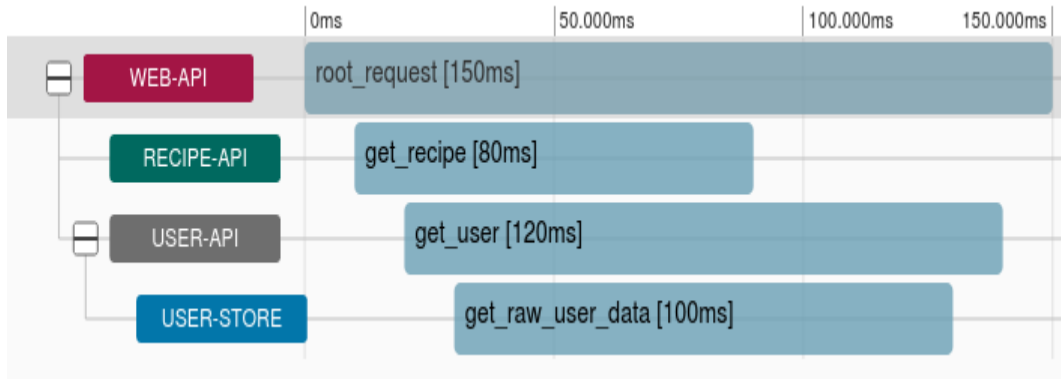 0ms 50.000ms 100.000ms 150.000ms
WEB-API root_request [150ms]
RECIPE-API get_recipe [80ms]
USER-API get_user [120ms]
USER-STORE get_raw_user_data [100ms]